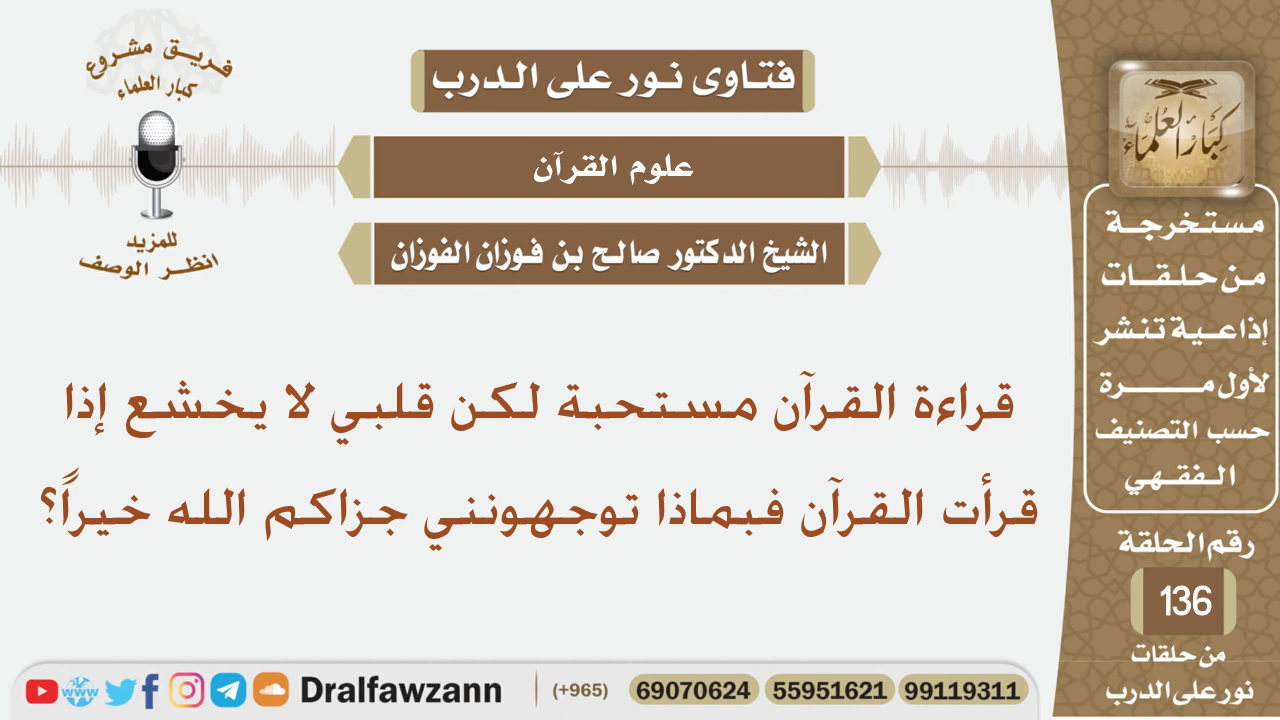 فريق مشروع
كبار العلماء
للمزيد
انظر الوصف
فتاوى نور على الدرب
علوم القرآن
الشيخ الدكتور صالح بن فوزان الفوزان
قراءة القرآن مستحبة لكن قلبي لا يخشع إذا
قرأت القرآن فبماذا توجهونني جزاكم الله خيراً؟
كبار العلماء
مستخرجة
من حلقات
إذاعية تنشر
لأول مرة
حسب التصنيف
الفقهي
رقم الحلقة
136
من حلقات
نور على الدرب
www
Dralfawzann
(+965) 69070624 55951621 99119311